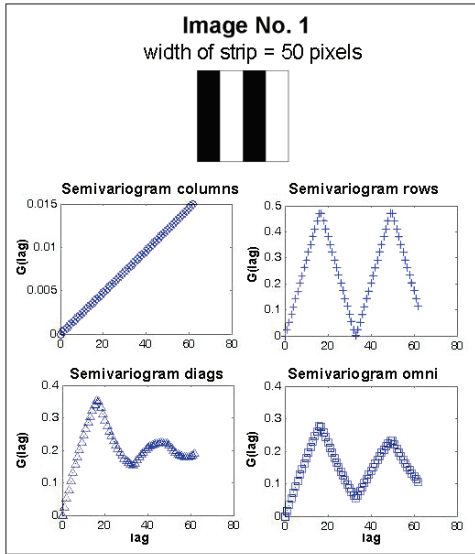 Image No. 1
width of strip = 50 pixels
Semivariogram columns
Semivariogram rows
0.015
0.01
0.005
0
G(lag)
0 20 40 60 80
0.5
0.4
0.3
0.2
0.1
0
G(lag)
0 20 40 60 80
Semivariogram diags
Semivariogram omni
0.4
0.3
0.2
0.1
0
G(lag)
0 20 40 60 80
lag
0.4
0.3
0.2
0.1
0
G(lag)
0 20 40 60 80
lag